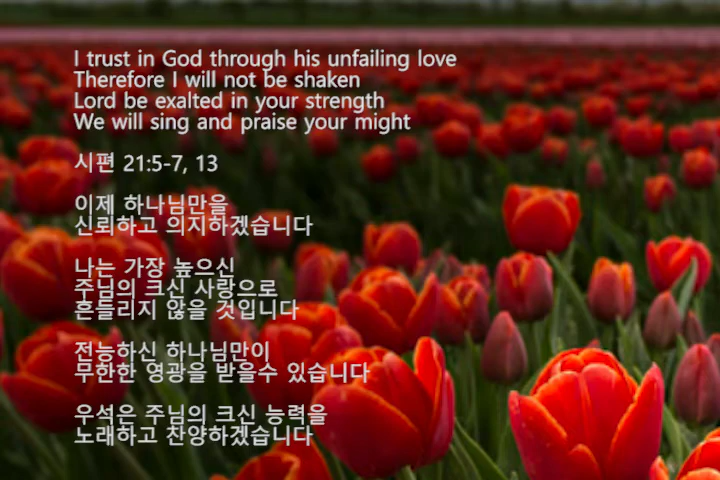 I trust in God through his unfailing love
Therefore I will not be shaken
Lord be exalted in your strength
We will sing and praise your might
시편 21:5-7, 13
이제 하나님만을
신뢰하고 의지하겠습니다
나는 가장 높으신
주님의 크신 사랑으로
흔들리지 않을 것입니다
전능하신 하나님만이
무한한 영광을 받을수 있습니다
우석은 주님의 크신 능력을
노래하고 찬양하겠습니다